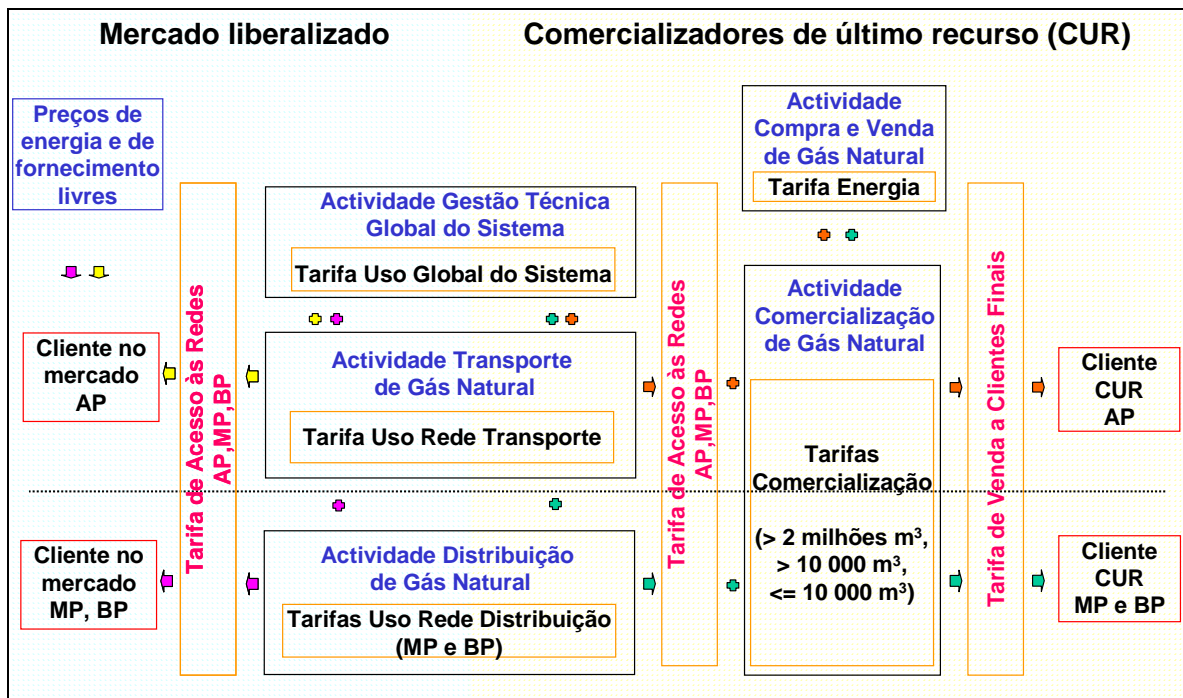 Mercado liberalizado
Comercializadores de último recurso (CUR)
Preços de
energia e de
fornecimento
livres
Cliente no
mercado
AP
Cliente no
mercado
MP, BP
Tarifa de Acesso às Redes
AP,MP,BP
Actividade Gestão Técnica
Global do Sistema
Tarifa Uso Global do Sistema
Actividade Transporte
de Gás Natural
Tarifa Uso Rede Transporte
Actividade Distribuição
de Gás Natural
Tarifas Uso Rede Distribuição
(MP e BP)
Tarifa de Acesso às Redes
AP,MP,BP
Actividade
Compra e Venda
de Gás Natural
Tarifa Energia
Actividade
Comercialização
de Gás Natural
Tarifas
Comercialização
(> 2 milhões m³,
> 10 000 m³,
<= 10 000 m³)
Tarifa de Venda a Clientes Finais
Cliente
CUR
AP
Cliente
CUR
MP e BP